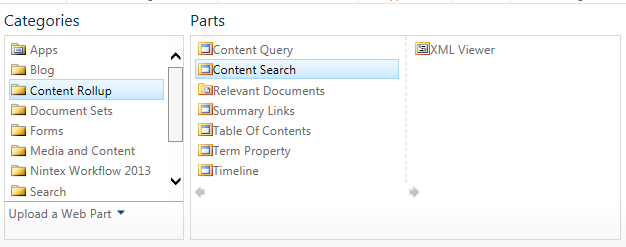 Categories
Apps
Blog
Content Rollup
Document Sets
Forms
Media and Content
Nintex Workflow 2013
Search
Upload a Web Part
Parts
Content Query
Content Search
Relevant Documents
Summary Links
Table Of Contents
Term Property
Timeline
XML Viewer